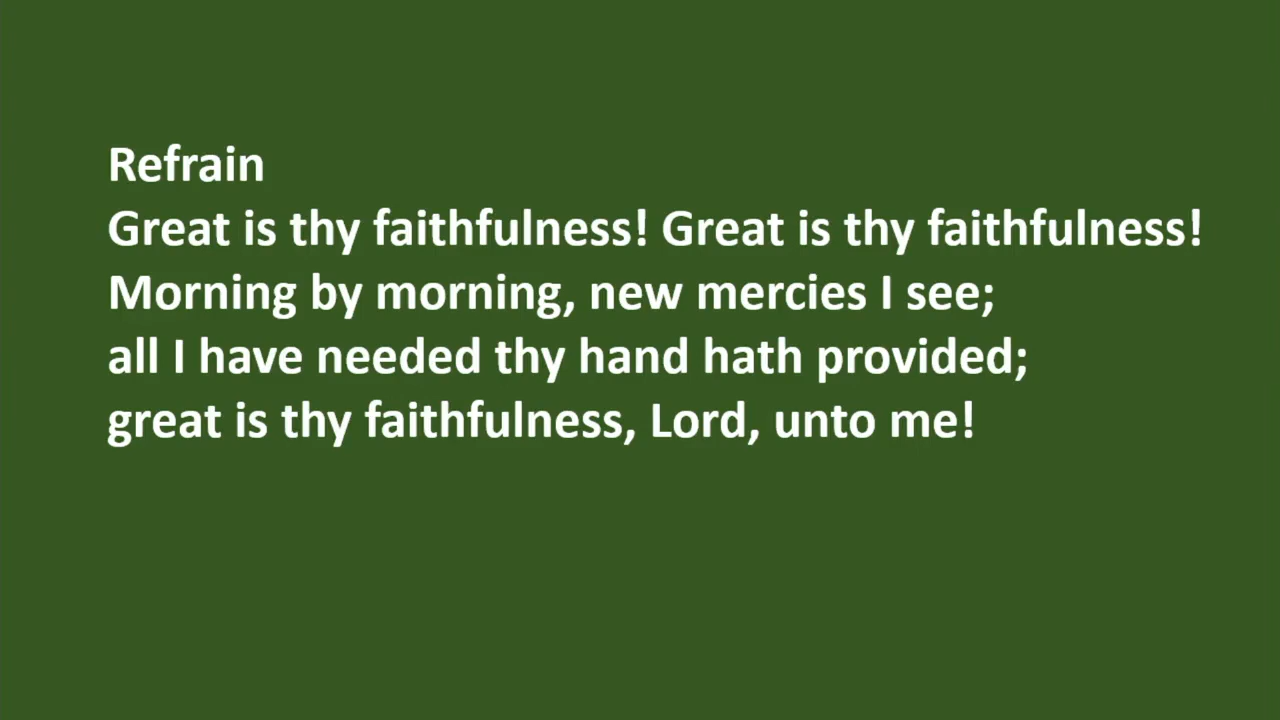 Refrain
Great is thy faithfulness! Great is thy faithfulness!
Morning by morning, new mercies I see;
all I have needed thy hand hath provided;
great is thy faithfulness, Lord, unto me!